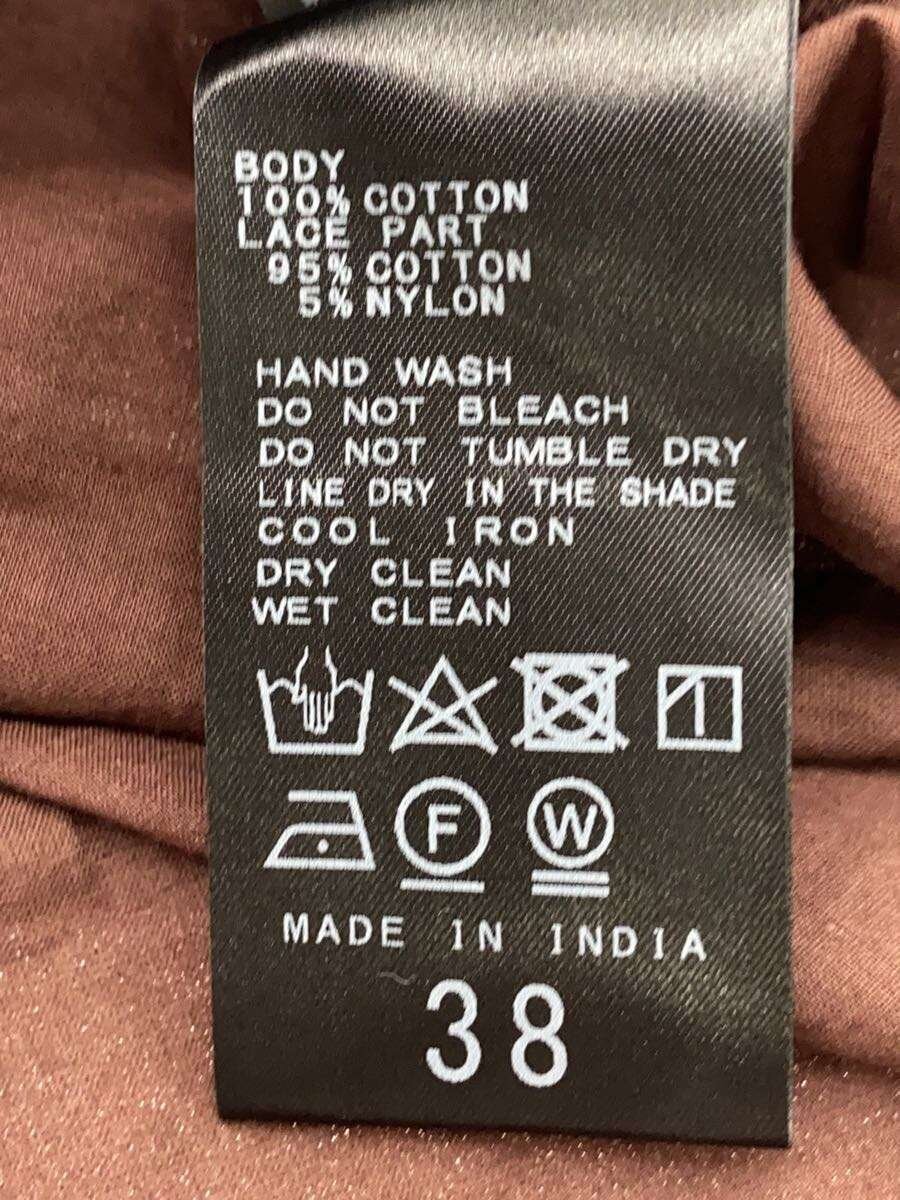 BODY
100% COTTON
LACE PART
95% COTTON
5% NYLON
HAND WASH
DO NOT BLEACH
DO NOT TUMBLE DRY
LINE DRY IN THE SHADE
COOL IRON
DRY CLEAN
WET CLEAN
F W
MADE IN INDIA
38